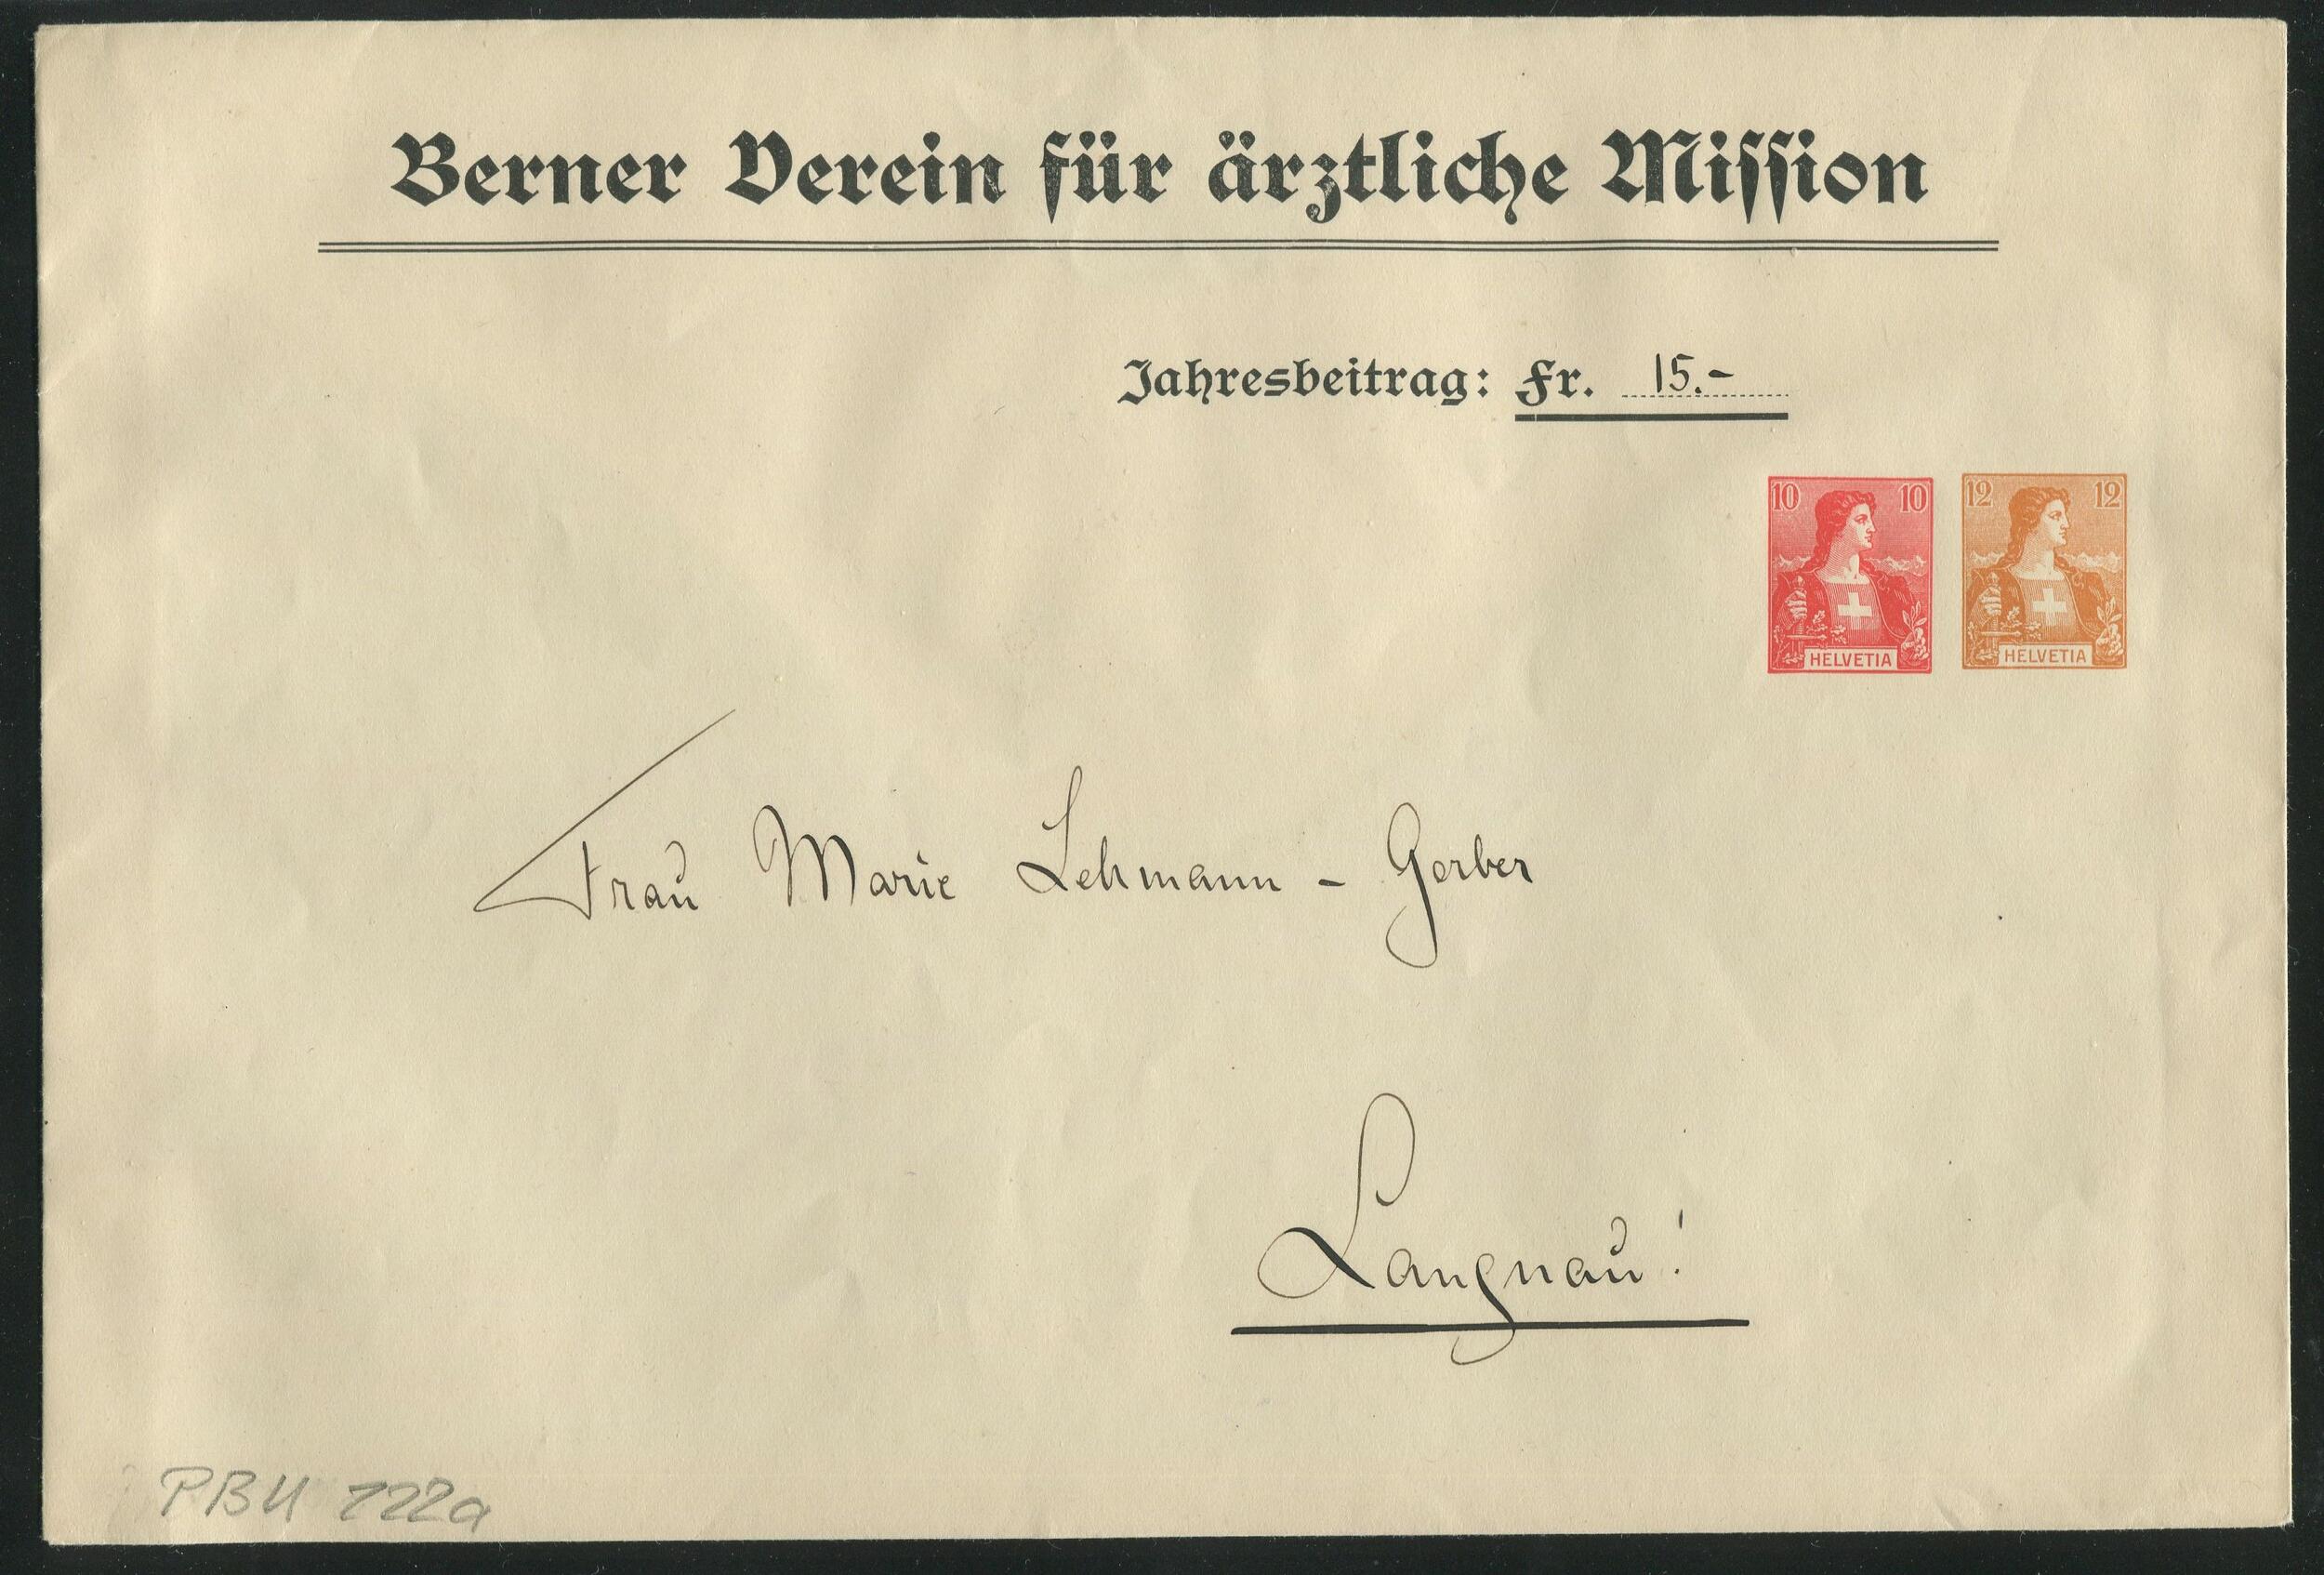 Berner Verein für ärztliche Mission
Jahresbeitrag: Fr. 15.-
10 10 12 12
HELVETIA HELVETIA
Frau Marie Lehmann - Gerber
Langnau!
PBU 122a